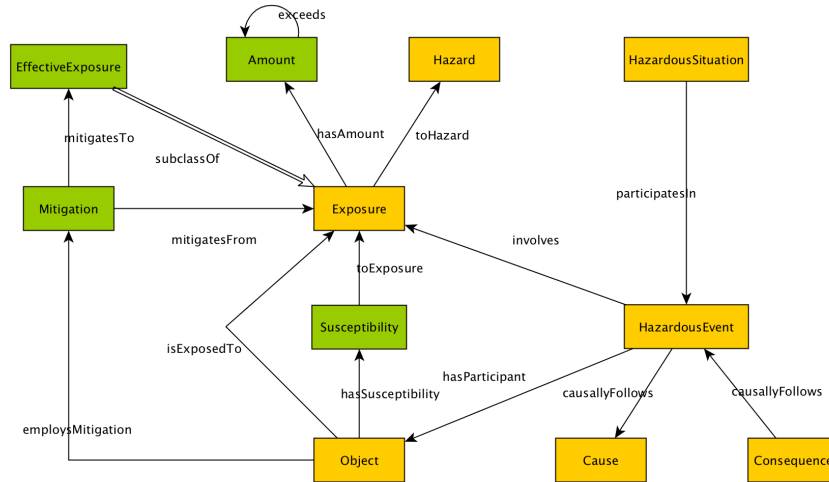 exceeds
EffectiveExposure
Amount
Hazard
HazardousSituation
mitigatesTo
hasAmount
toHazard
subclassOf
participatesIn
Mitigation
Exposure
mitigatesFrom
involves
toExposure
Susceptibility
HazardousEvent
isExposedTo
hasParticipant
hasSusceptibility
causallyFollows
causallyFollows
employsMitigation
Object
Cause
Consequence